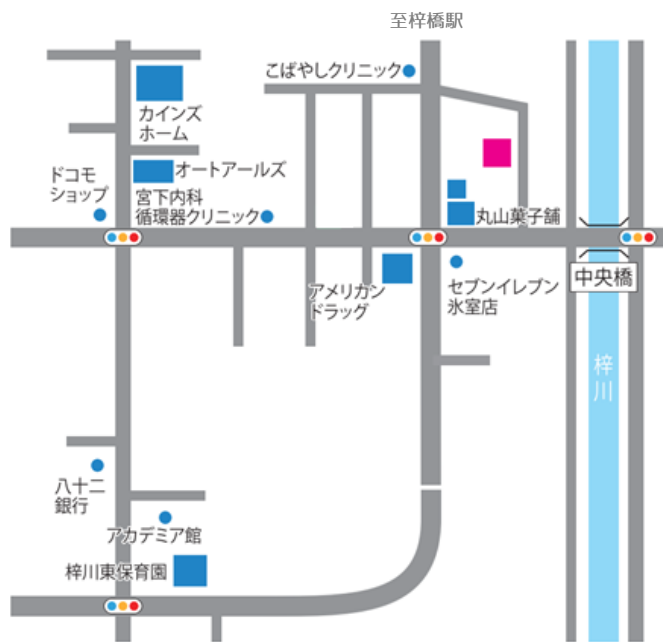 至梓橋駅
こばやしクリニック
カインズ
ホーム
オートアールズ
ドコモ
ショップ
宮下内科
循環器クリニック
丸山菓子舗
アメリカン
ドラッグ
セブンイレブン
氷室店
中央橋
梓川
八十二
銀行
アカデミア館
梓川東保育園